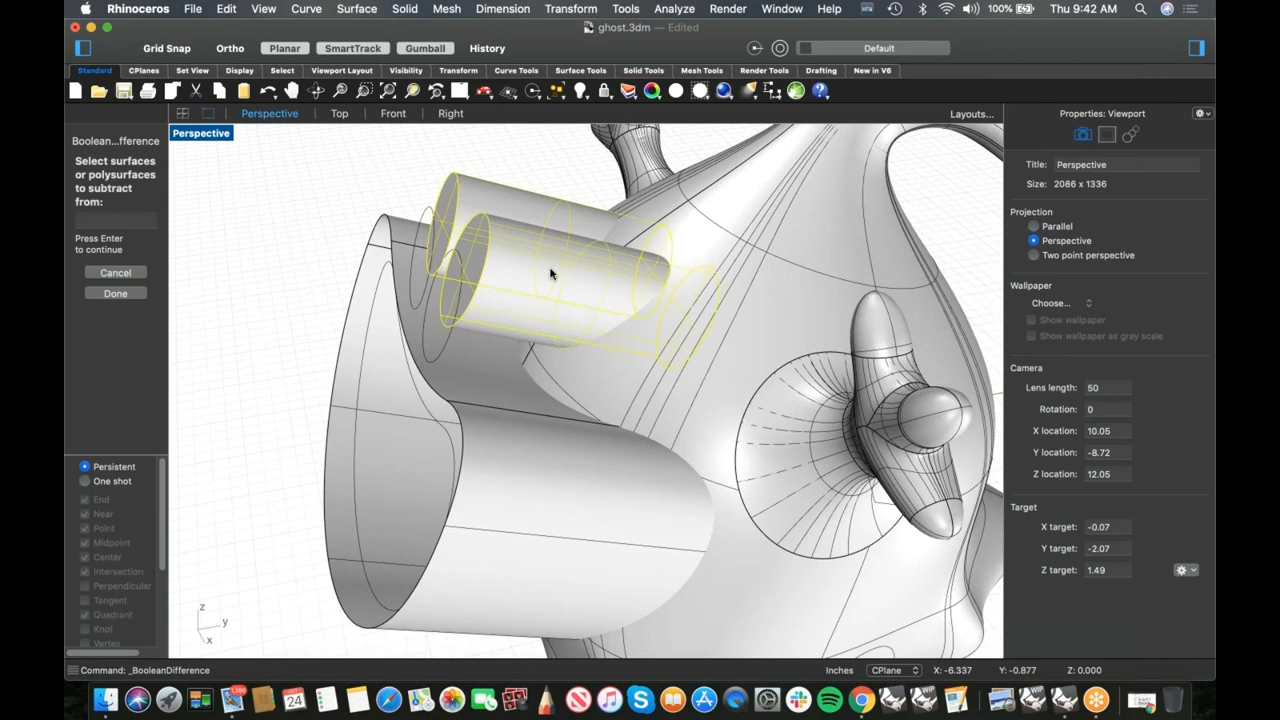 Rhinoceros File Edit View Curve Surface Solid Mesh Dimension Transform Tools Analyze Render Window Help 100% Thu 9:42 AM
ghost.3dm — Edited
Grid Snap Ortho Planar SmartTrack Gumball History Default
Standard CPlanes Set View Display Select Viewport Layout Visibility Transform Curve Tools Surface Tools Solid Tools Mesh Tools Render Tools Drafting New in V6
Perspective Top Front Right Layouts...
Properties: Viewport
Perspective
Boolean...fference
Select surfaces
or polysurfaces
to subtract
from:
Press Enter
to continue
Cancel
Done
Persistent
One shot
End
Near
Point
Midpoint
Center
Intersection
Perpendicular
Tangent
Quadrant
Knot
Vertex
z
y
x
Title: Perspective
Size: 2086 x 1336
Projection
Parallel
Perspective
Two point perspective
Wallpaper
Choose...
Show wallpaper
Show wallpaper as gray scale
Camera
Lens length: 50
Rotation: 0
X location: 10.05
Y location: -8.72
Z location: 12.05
Target
X target: -0.07
Y target: -2.07
Z target: 1.49
Command: _BooleanDifference Inches CPlane X: -6.337 Y: -0.877 Z: 0.000
24